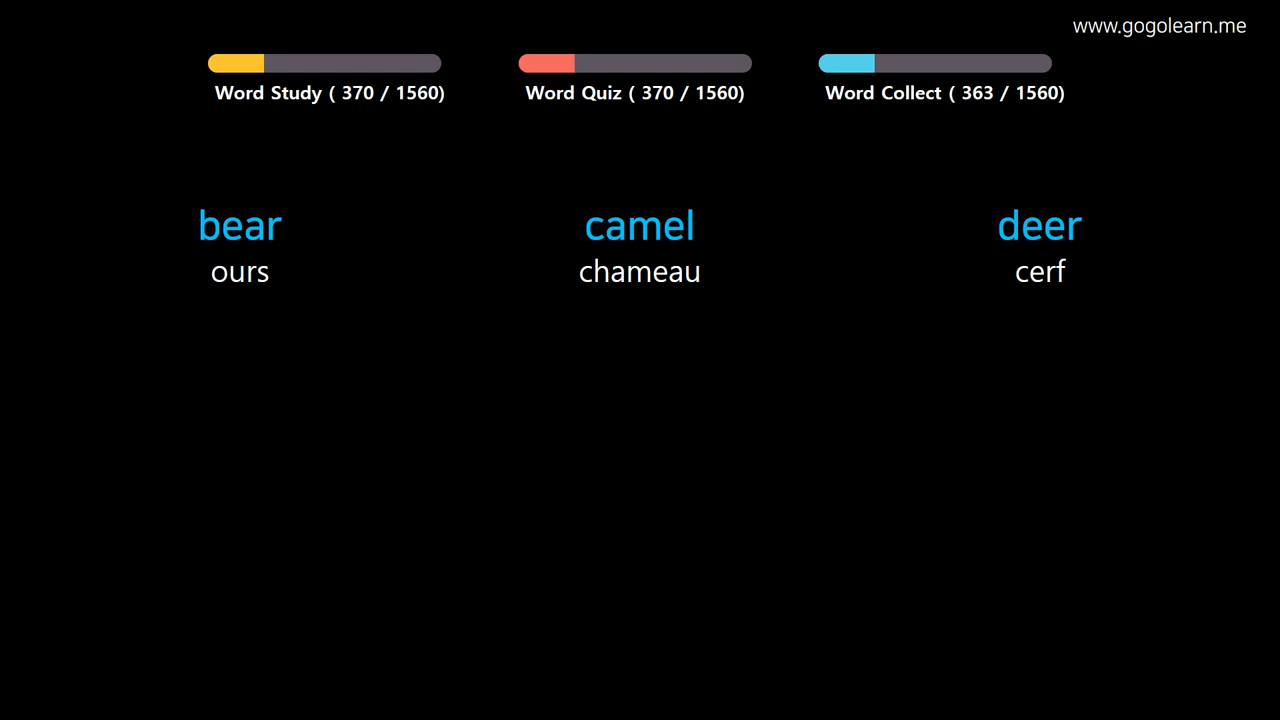 www.gogolearn.me
Word Study ( 370 / 1560)
Word Quiz ( 370 / 1560)
Word Collect ( 363 / 1560)
bear
ours
camel
chameau
deer
cerf